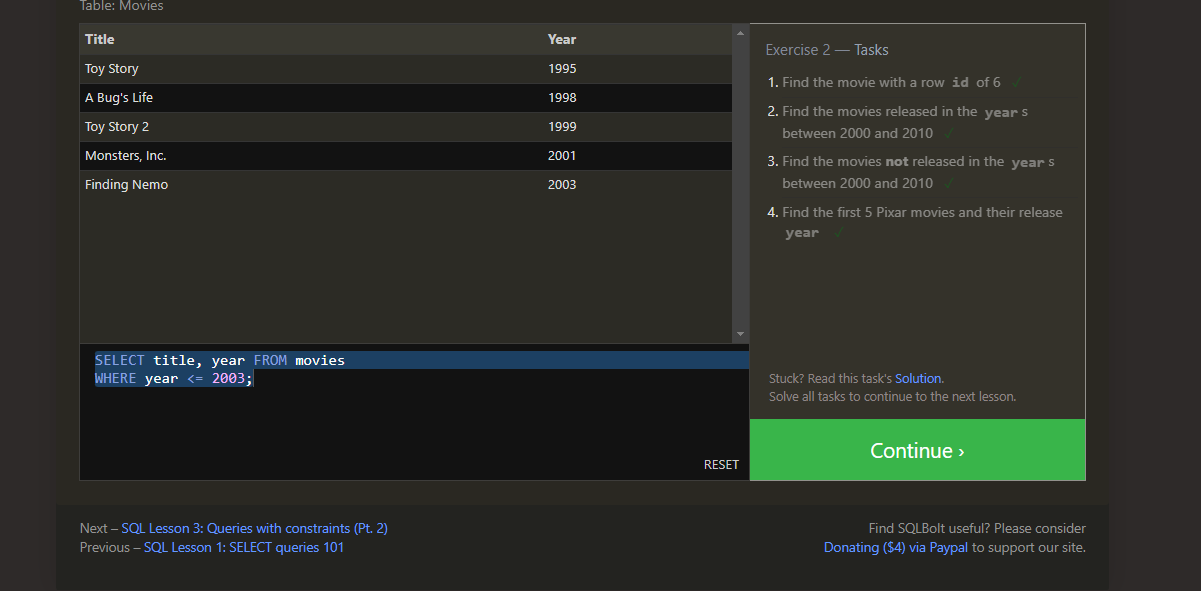 Table: Movies
Title Year
Toy Story 1995
A Bug's Life 1998
Toy Story 2 1999
Monsters, Inc. 2001
Finding Nemo 2003
SELECT title, year FROM movies
WHERE year <= 2003;
RESET
Exercise 2 — Tasks
1. Find the movie with a row id of 6 ✓
2. Find the movies released in the year s
between 2000 and 2010 ✓
3. Find the movies not released in the year s
between 2000 and 2010 ✓
4. Find the first 5 Pixar movies and their release
year ✓
Stuck? Read this task's Solution.
Solve all tasks to continue to the next lesson.
Continue ›
Next – SQL Lesson 3: Queries with constraints (Pt. 2)
Previous – SQL Lesson 1: SELECT queries 101
Find SQLBolt useful? Please consider
Donating ($4) via Paypal to support our site.